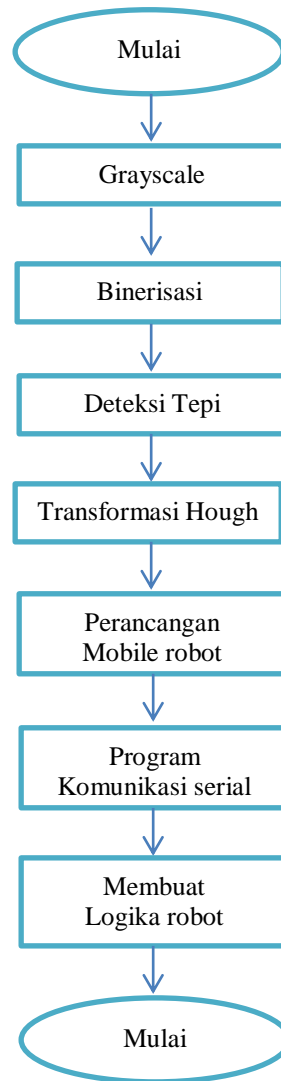 Mulai
Grayscale
Binerisasi
Deteksi Tepi
Transformasi Hough
Perancangan
Mobile robot
Program
Komunikasi serial
Membuat
Logika robot
Mulai